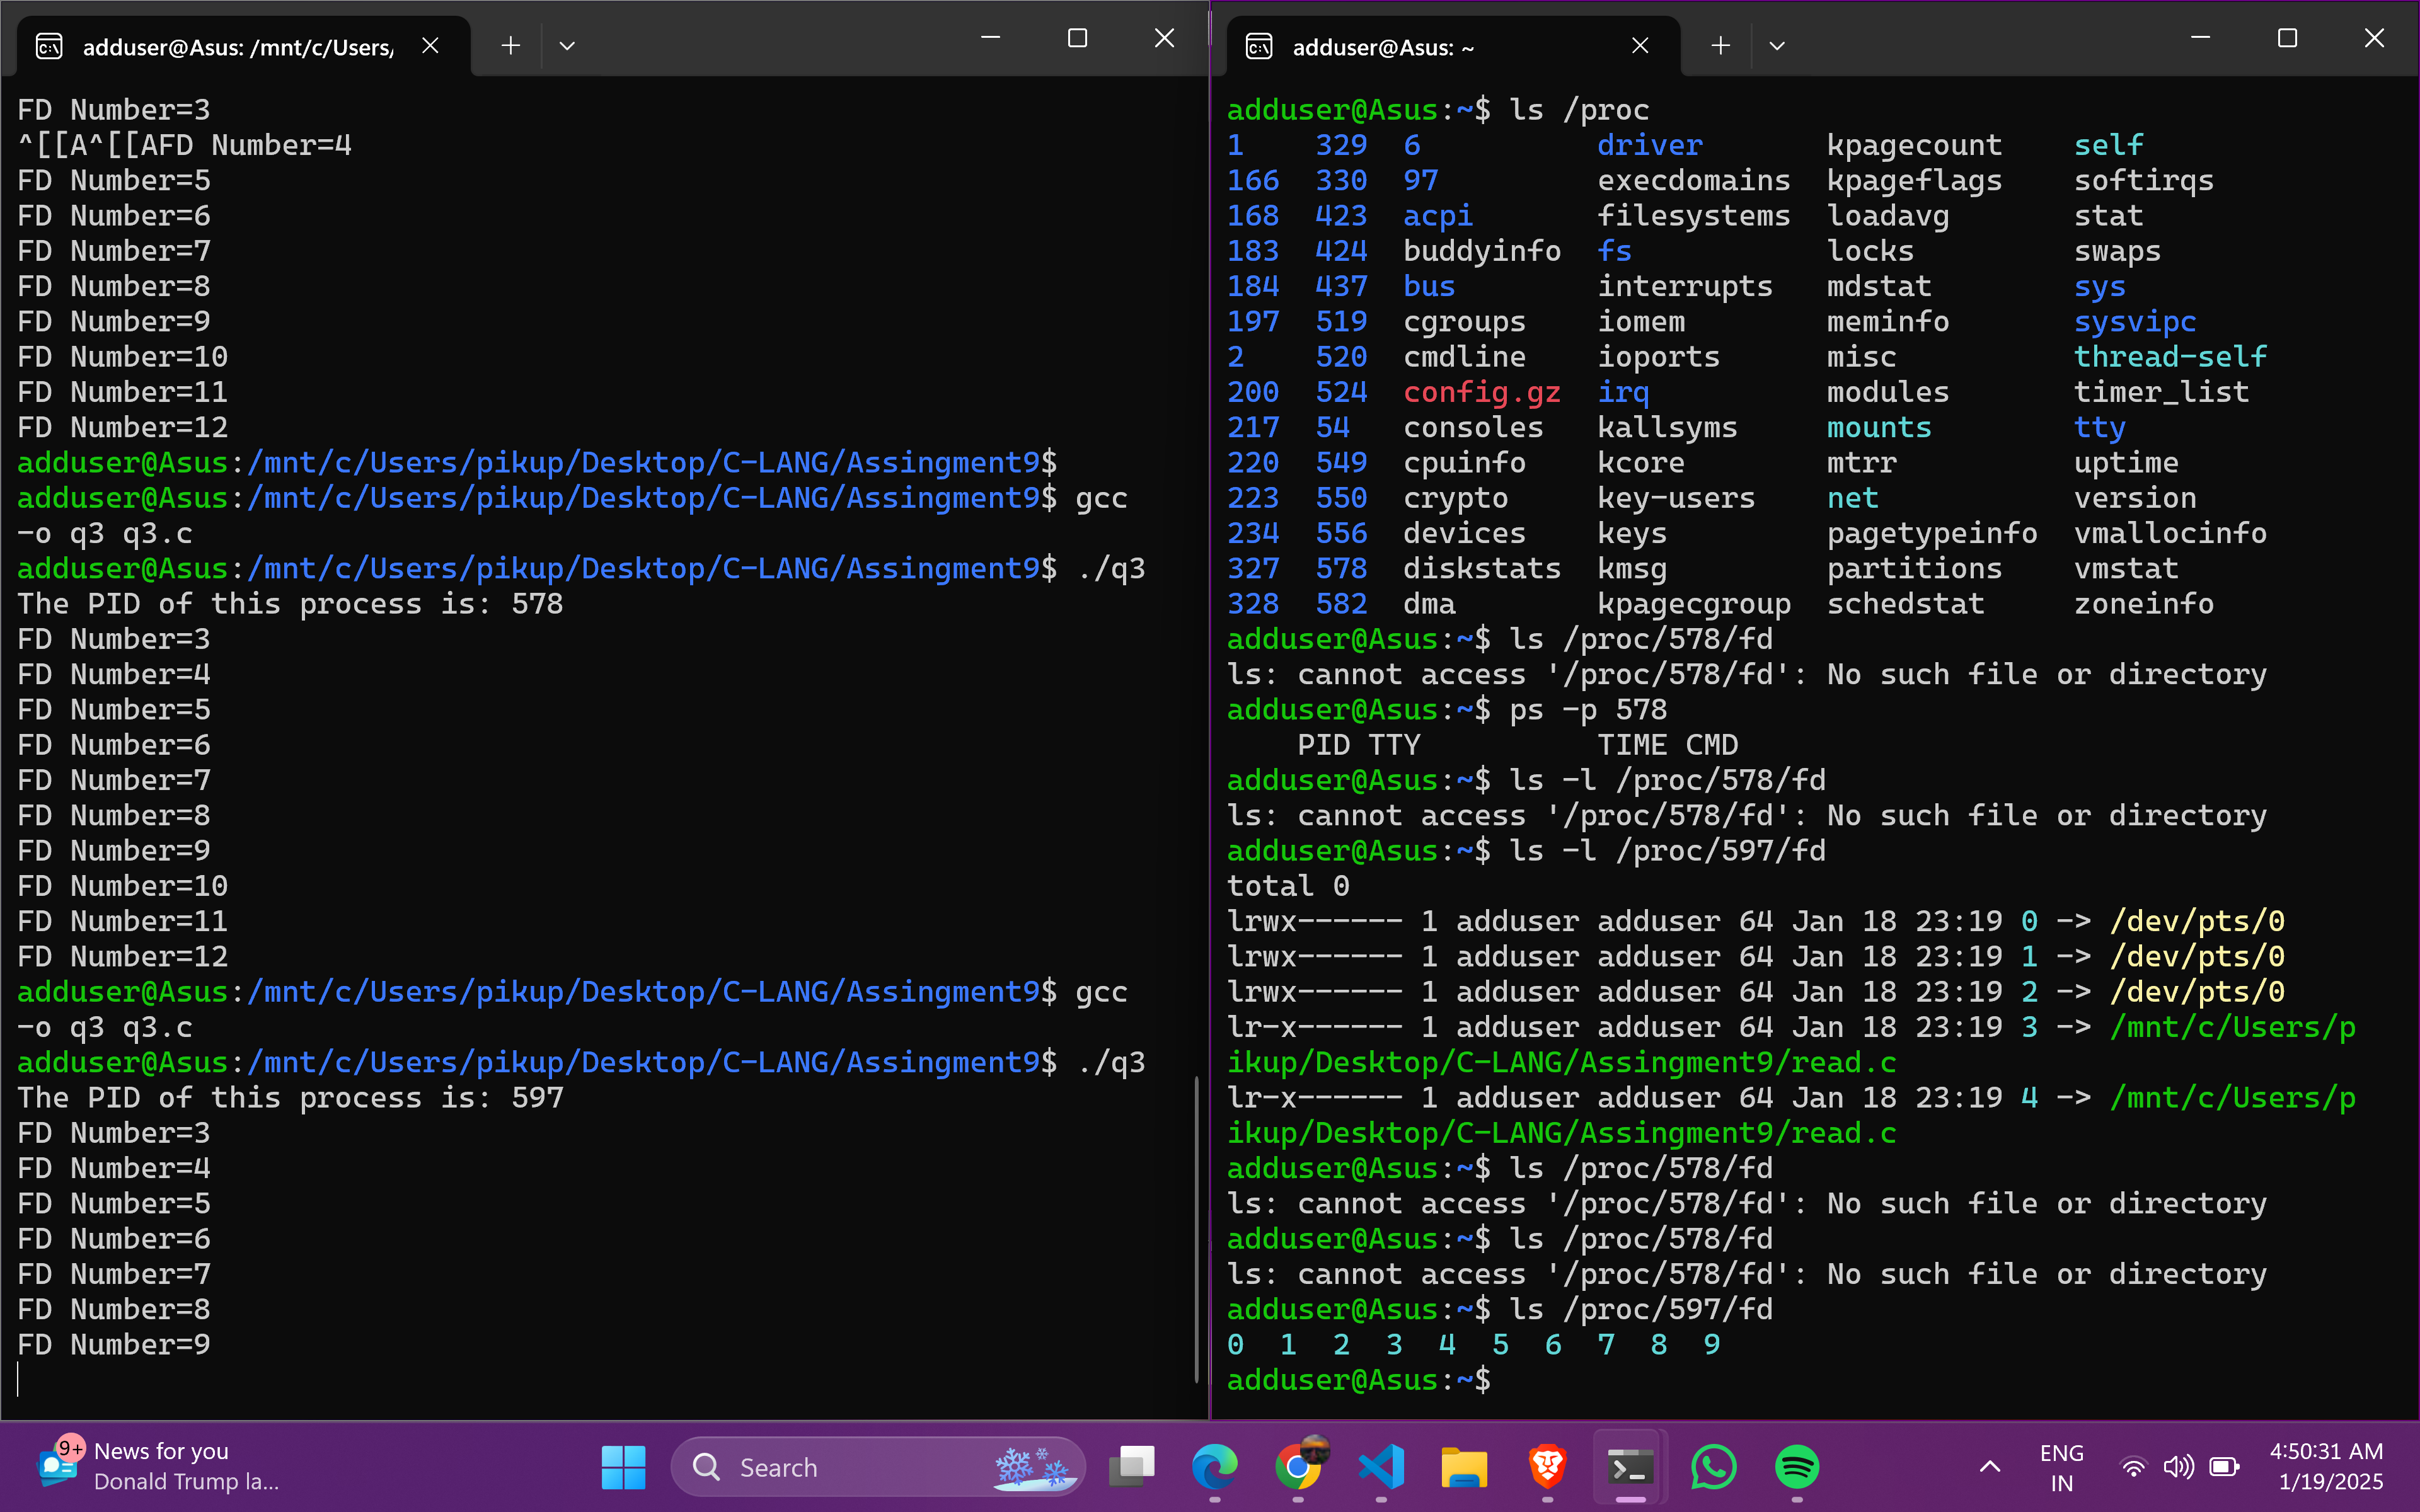 adduser@Asus: /mnt/c/Users/
FD Number=3
^[[A^[[AFD Number=4
FD Number=5
FD Number=6
FD Number=7
FD Number=8
FD Number=9
FD Number=10
FD Number=11
FD Number=12
adduser@Asus:/mnt/c/Users/pikup/Desktop/C-LANG/Assingment9$
adduser@Asus:/mnt/c/Users/pikup/Desktop/C-LANG/Assingment9$ gcc
-o q3 q3.c
adduser@Asus:/mnt/c/Users/pikup/Desktop/C-LANG/Assingment9$ ./q3
The PID of this process is: 578
FD Number=3
FD Number=4
FD Number=5
FD Number=6
FD Number=7
FD Number=8
FD Number=9
FD Number=10
FD Number=11
FD Number=12
adduser@Asus:/mnt/c/Users/pikup/Desktop/C-LANG/Assingment9$ gcc
-o q3 q3.c
adduser@Asus:/mnt/c/Users/pikup/Desktop/C-LANG/Assingment9$ ./q3
The PID of this process is: 597
FD Number=3
FD Number=4
FD Number=5
FD Number=6
FD Number=7
FD Number=8
FD Number=9
adduser@Asus: ~
adduser@Asus:~$ ls /proc
1 329 6 driver kpagecount self
166 330 97 execdomains kpageflags softirqs
168 423 acpi filesystems loadavg stat
183 424 buddyinfo fs locks swaps
184 437 bus interrupts mdstat sys
197 519 cgroups iomem meminfo sysvipc
2 520 cmdline ioports misc thread-self
200 524 config.gz irq modules timer_list
217 54 consoles kallsyms mounts tty
220 549 cpuinfo kcore mtrr uptime
223 550 crypto key-users net version
234 556 devices keys pagetypeinfo vmallocinfo
327 578 diskstats kmsg partitions vmstat
328 582 dma kpagecgroup schedstat zoneinfo
adduser@Asus:~$ ls /proc/578/fd
ls: cannot access '/proc/578/fd': No such file or directory
adduser@Asus:~$ ps -p 578
PID TTY TIME CMD
adduser@Asus:~$ ls -l /proc/578/fd
ls: cannot access '/proc/578/fd': No such file or directory
adduser@Asus:~$ ls -l /proc/597/fd
total 0
lrwx------ 1 adduser adduser 64 Jan 18 23:19 0 -> /dev/pts/0
lrwx------ 1 adduser adduser 64 Jan 18 23:19 1 -> /dev/pts/0
lrwx------ 1 adduser adduser 64 Jan 18 23:19 2 -> /dev/pts/0
lr-x------ 1 adduser adduser 64 Jan 18 23:19 3 -> /mnt/c/Users/p
ikup/Desktop/C-LANG/Assingment9/read.c
lr-x------ 1 adduser adduser 64 Jan 18 23:19 4 -> /mnt/c/Users/p
ikup/Desktop/C-LANG/Assingment9/read.c
adduser@Asus:~$ ls /proc/578/fd
ls: cannot access '/proc/578/fd': No such file or directory
adduser@Asus:~$ ls /proc/578/fd
ls: cannot access '/proc/578/fd': No such file or directory
adduser@Asus:~$ ls /proc/597/fd
0 1 2 3 4 5 6 7 8 9
adduser@Asus:~$
9+
News for you
Donald Trump la...
Search
ENG
IN
4:50:31 AM
1/19/2025